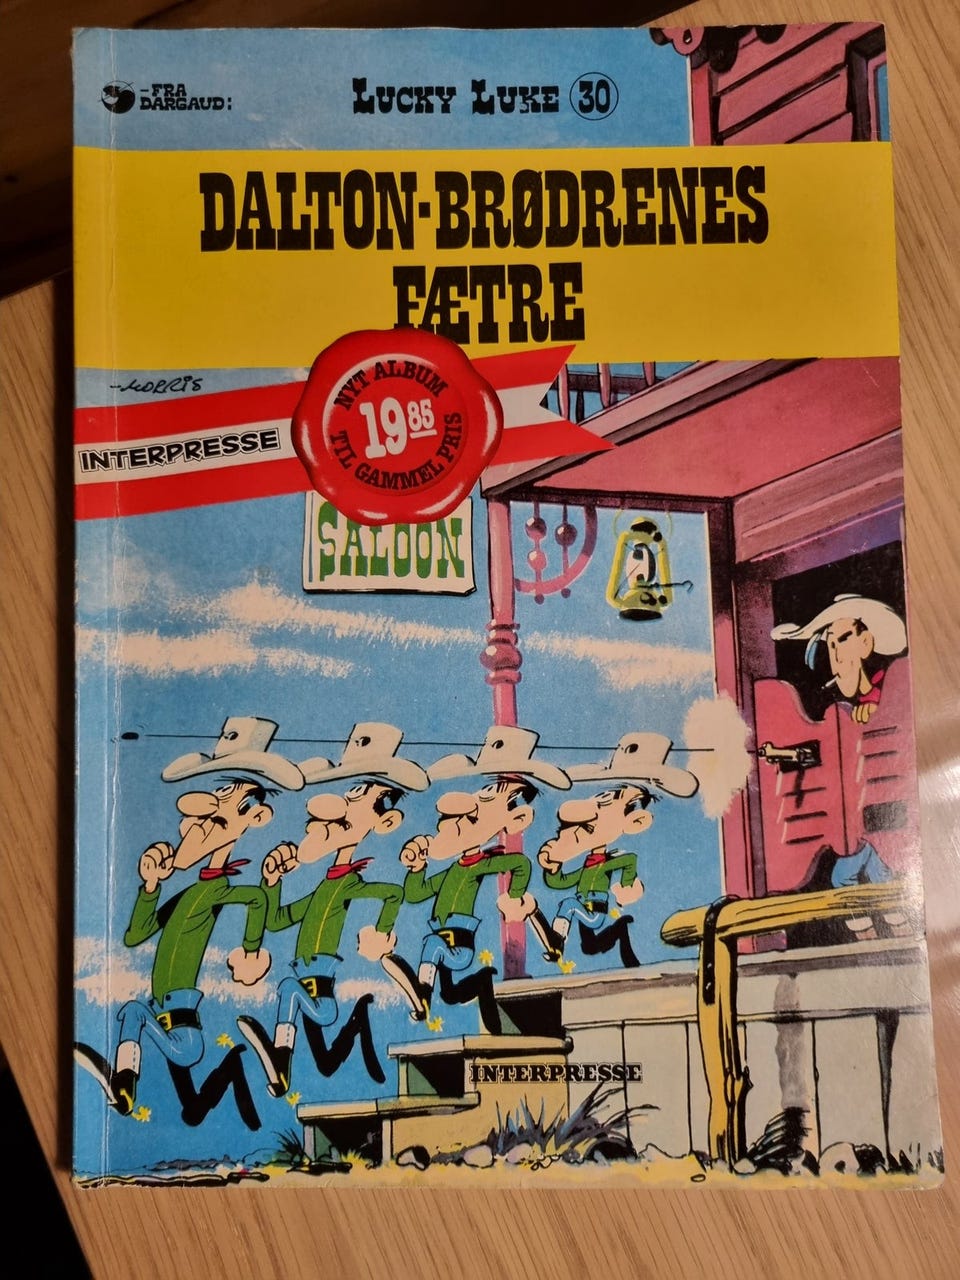 -FRA
DARGAUD:
LUCKY LUKE 30
DALTON-BRØDRENES
FÆTRE
-MORRIS
NYT ALBUM
19 85
TIL GAMMEL PRIS
INTERPRESSE
SALOON
INTERPRESSE